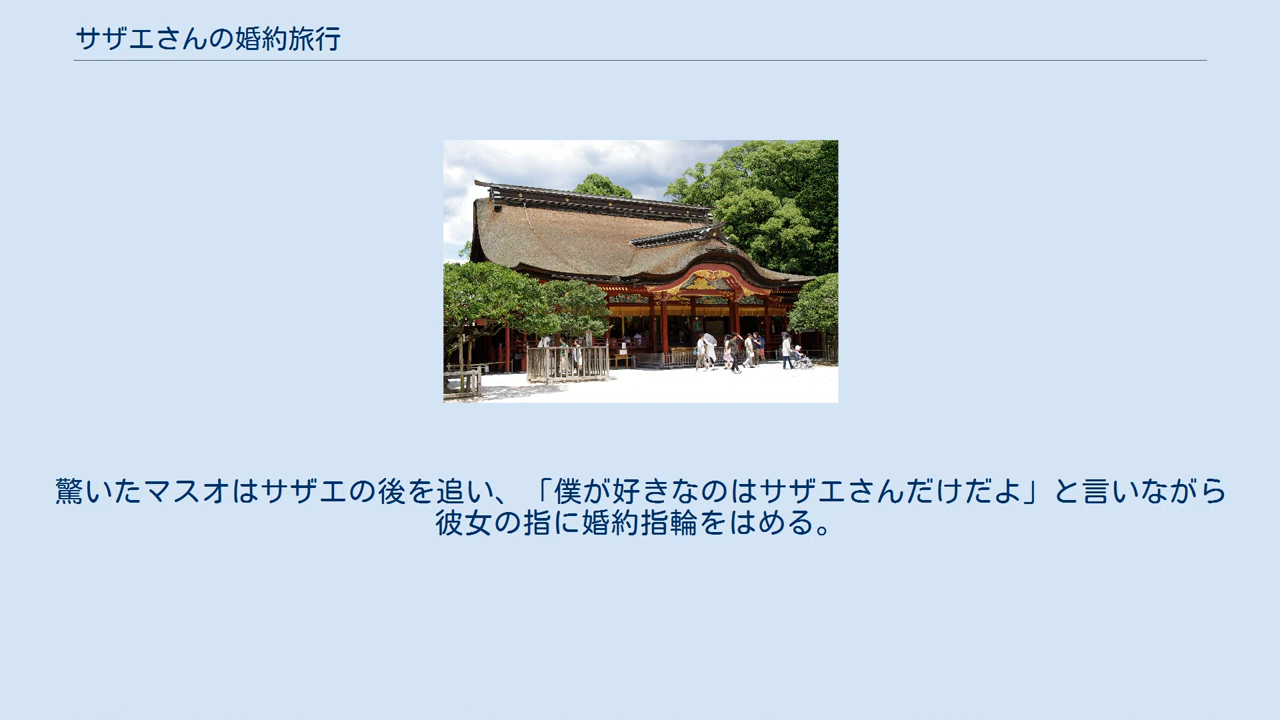 サザエさんの婚約旅行
驚いたマスオはサザエの後を追い、「僕が好きなのはサザエさんだけだよ」と言いながら
彼女の指に婚約指輪をはめる。